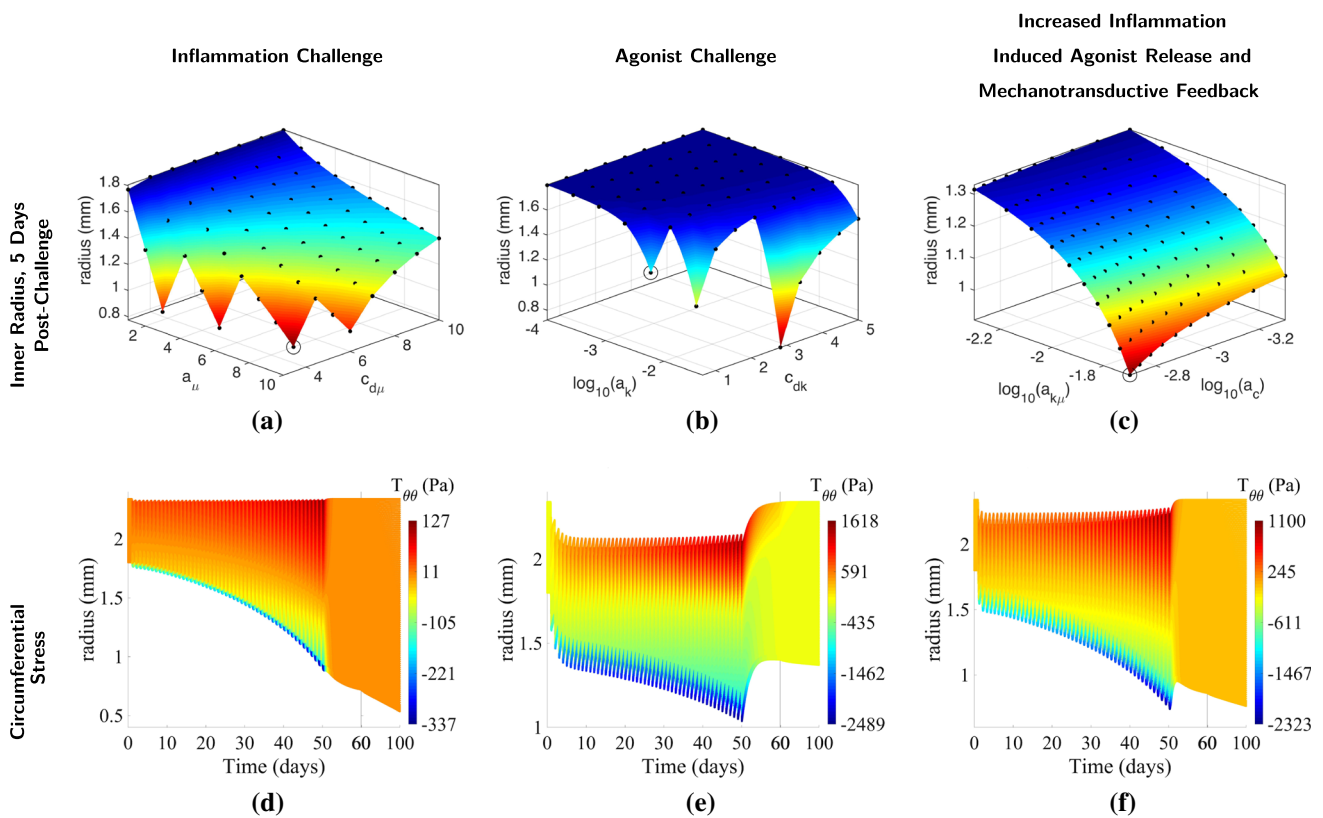 Inflammation Challenge
Agonist Challenge
Increased Inflammation
Induced Agonist Release and
Mechanotransductive Feedback
Inner Radius, 5 Days
Post-Challenge
radius (mm)
1.8
1.6
1.4
1.2
1
0.8
2
4
6
8
10
a_μ
4
6
8
10
c_dμ
(a)
radius (mm)
1.6
1.4
1.2
1
0.8
-4
-3
-2
log10(a_k)
1
2
3
4
5
c_dk
(b)
radius (mm)
1.3
1.2
1.1
1
-2.2
-2
-1.8
log10(a_kμ)
-2.8
-3
-3.2
log10(a_c)
(c)
Circumferential
Stress
radius (mm)
2
1.5
1
0.5
0 10 20 30 40 50 60 100
Time (days)
T_θθ (Pa)
127
11
-105
-221
-337
(d)
radius (mm)
2
1.5
1
0 10 20 30 40 50 60 100
Time (days)
T_θθ (Pa)
1618
591
-435
-1462
-2489
(e)
radius (mm)
2
1.5
1
0 10 20 30 40 50 60 100
Time (days)
T_θθ (Pa)
1100
245
-611
-1467
-2323
(f)